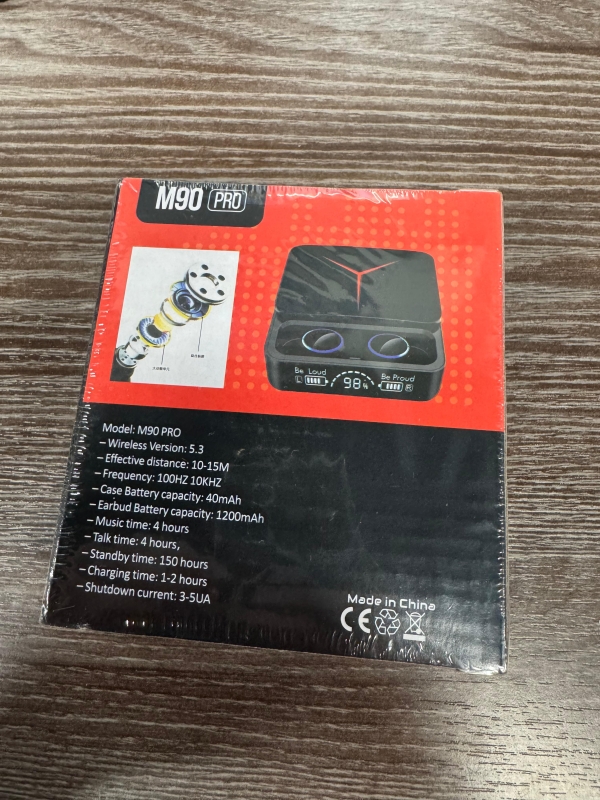 M90 PRO
Be Loud
Be Proud
L
98%
R
Model: M90 PRO
– Wireless Version: 5.3
– Effective distance: 10-15M
– Frequency: 100HZ 10KHZ
– Case Battery capacity: 40mAh
– Earbud Battery capacity: 1200mAh
– Music time: 4 hours
– Talk time: 4 hours,
– Standby time: 150 hours
– Charging time: 1-2 hours
– Shutdown current: 3-5UA
Made in China
CE